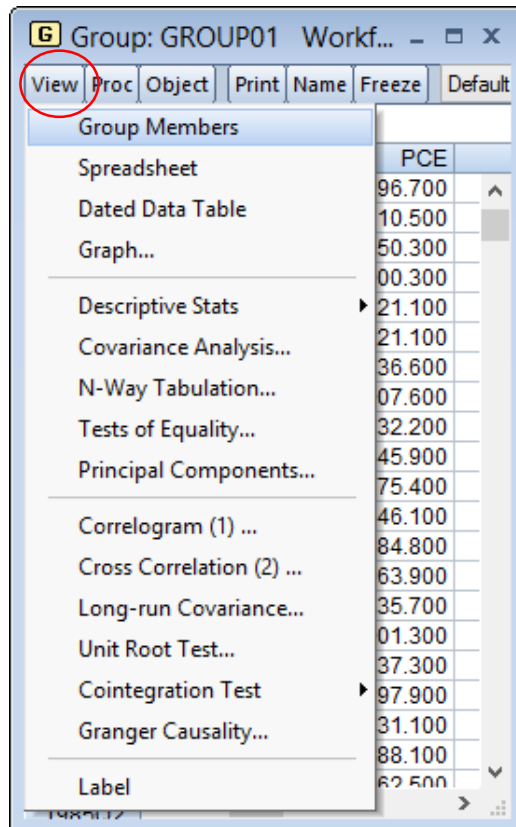 G Group: GROUP01 Workf...
View Proc Object Print Name Freeze Default
Group Members
Spreadsheet
Dated Data Table
Graph...
Descriptive Stats
Covariance Analysis...
N-Way Tabulation...
Tests of Equality...
Principal Components...
Correlogram (1) ...
Cross Correlation (2) ...
Long-run Covariance...
Unit Root Test...
Cointegration Test
Granger Causality...
Label
PCE
96.700
10.500
50.300
00.300
21.100
21.100
36.600
07.600
32.200
45.900
75.400
46.100
84.800
63.900
35.700
01.300
37.300
97.900
31.100
88.100
62.500
1985Q2